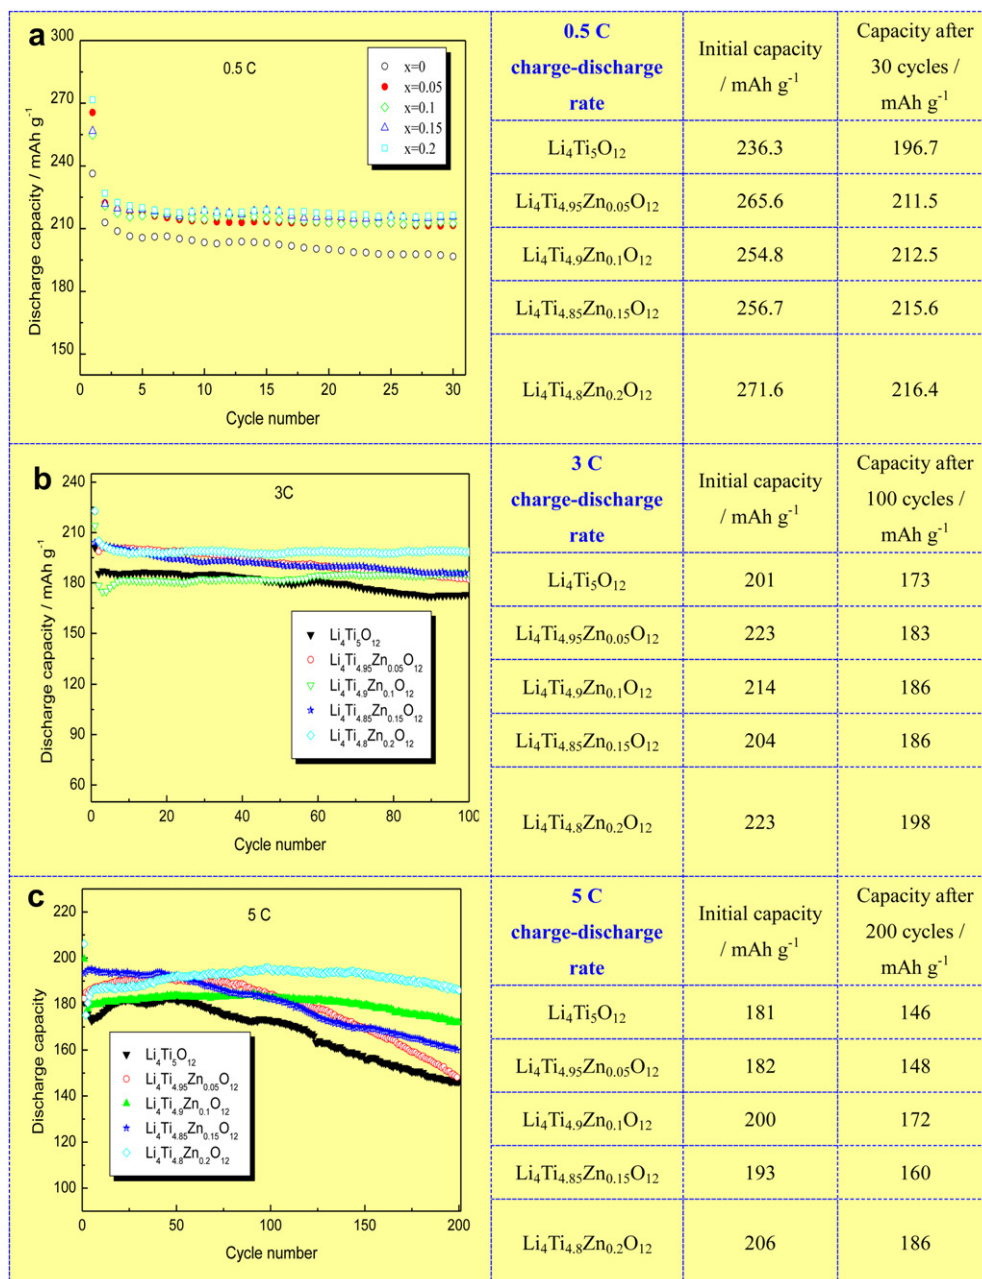 a
300
270
240
210
180
150
0 5 10 15 20 25 30
Discharge capacity / mAh g⁻¹
Cycle number
0.5 C
x=0
x=0.05
x=0.1
x=0.15
x=0.2
0.5 C
charge-discharge
rate
Initial capacity
/ mAh g⁻¹
Capacity after
30 cycles /
mAh g⁻¹
Li₄Ti₅O₁₂ 236.3 196.7
Li₄Ti₄.₉₅Zn₀.₀₅O₁₂ 265.6 211.5
Li₄Ti₄.₉Zn₀.₁O₁₂ 254.8 212.5
Li₄Ti₄.₈₅Zn₀.₁₅O₁₂ 256.7 215.6
Li₄Ti₄.₈Zn₀.₂O₁₂ 271.6 216.4
b
240
210
180
150
120
90
60
0 20 40 60 80 100
Discharge capacity / mAh g⁻¹
Cycle number
3C
Li₄Ti₅O₁₂
Li₄Ti₄.₉₅Zn₀.₀₅O₁₂
Li₄Ti₄.₉Zn₀.₁O₁₂
Li₄Ti₄.₈₅Zn₀.₁₅O₁₂
Li₄Ti₄.₈Zn₀.₂O₁₂
3 C
charge-discharge
rate
Initial capacity
/ mAh g⁻¹
Capacity after
100 cycles /
mAh g⁻¹
Li₄Ti₅O₁₂ 201 173
Li₄Ti₄.₉₅Zn₀.₀₅O₁₂ 223 183
Li₄Ti₄.₉Zn₀.₁O₁₂ 214 186
Li₄Ti₄.₈₅Zn₀.₁₅O₁₂ 204 186
Li₄Ti₄.₈Zn₀.₂O₁₂ 223 198
c
220
200
180
160
140
120
100
0 50 100 150 200
Discharge capacity
Cycle number
5 C
Li₄Ti₅O₁₂
Li₄Ti₄.₉₅Zn₀.₀₅O₁₂
Li₄Ti₄.₉Zn₀.₁O₁₂
Li₄Ti₄.₈₅Zn₀.₁₅O₁₂
Li₄Ti₄.₈Zn₀.₂O₁₂
5 C
charge-discharge
rate
Initial capacity
/ mAh g⁻¹
Capacity after
200 cycles /
mAh g⁻¹
Li₄Ti₅O₁₂ 181 146
Li₄Ti₄.₉₅Zn₀.₀₅O₁₂ 182 148
Li₄Ti₄.₉Zn₀.₁O₁₂ 200 172
Li₄Ti₄.₈₅Zn₀.₁₅O₁₂ 193 160
Li₄Ti₄.₈Zn₀.₂O₁₂ 206 186